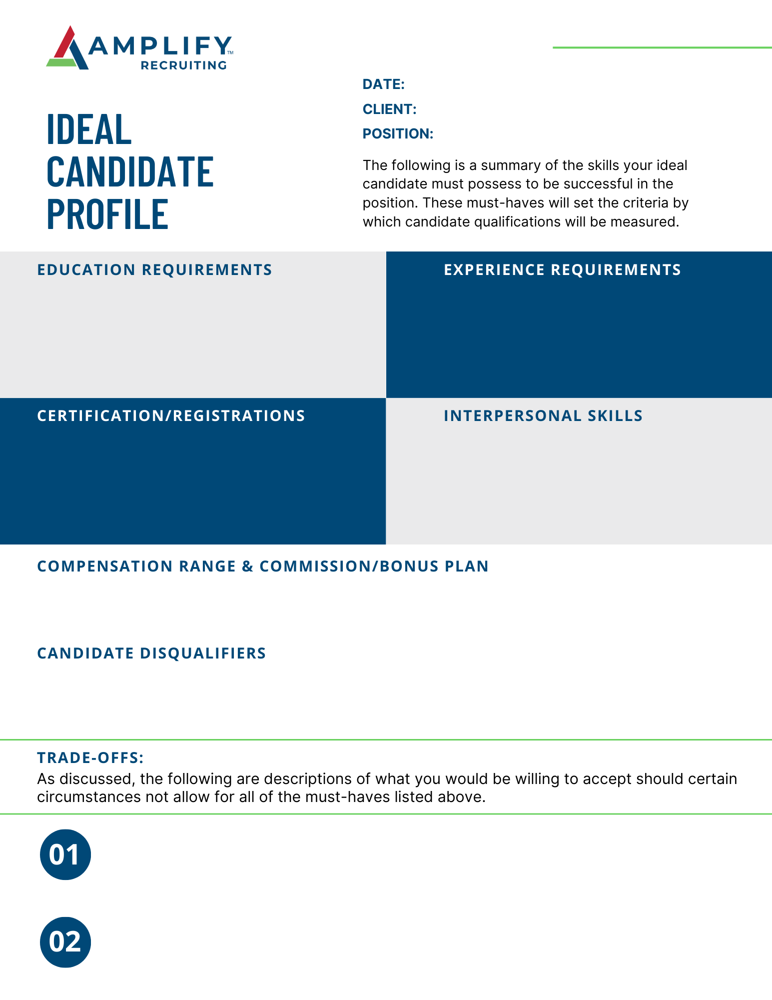 AMPLIFY™
RECRUITING
DATE:
CLIENT:
POSITION:
IDEAL
CANDIDATE
PROFILE
The following is a summary of the skills your ideal
candidate must possess to be successful in the
position. These must-haves will set the criteria by
which candidate qualifications will be measured.
EDUCATION REQUIREMENTS
EXPERIENCE REQUIREMENTS
CERTIFICATION/REGISTRATIONS
INTERPERSONAL SKILLS
COMPENSATION RANGE & COMMISSION/BONUS PLAN
CANDIDATE DISQUALIFIERS
TRADE-OFFS:
As discussed, the following are descriptions of what you would be willing to accept should certain
circumstances not allow for all of the must-haves listed above.
01
02